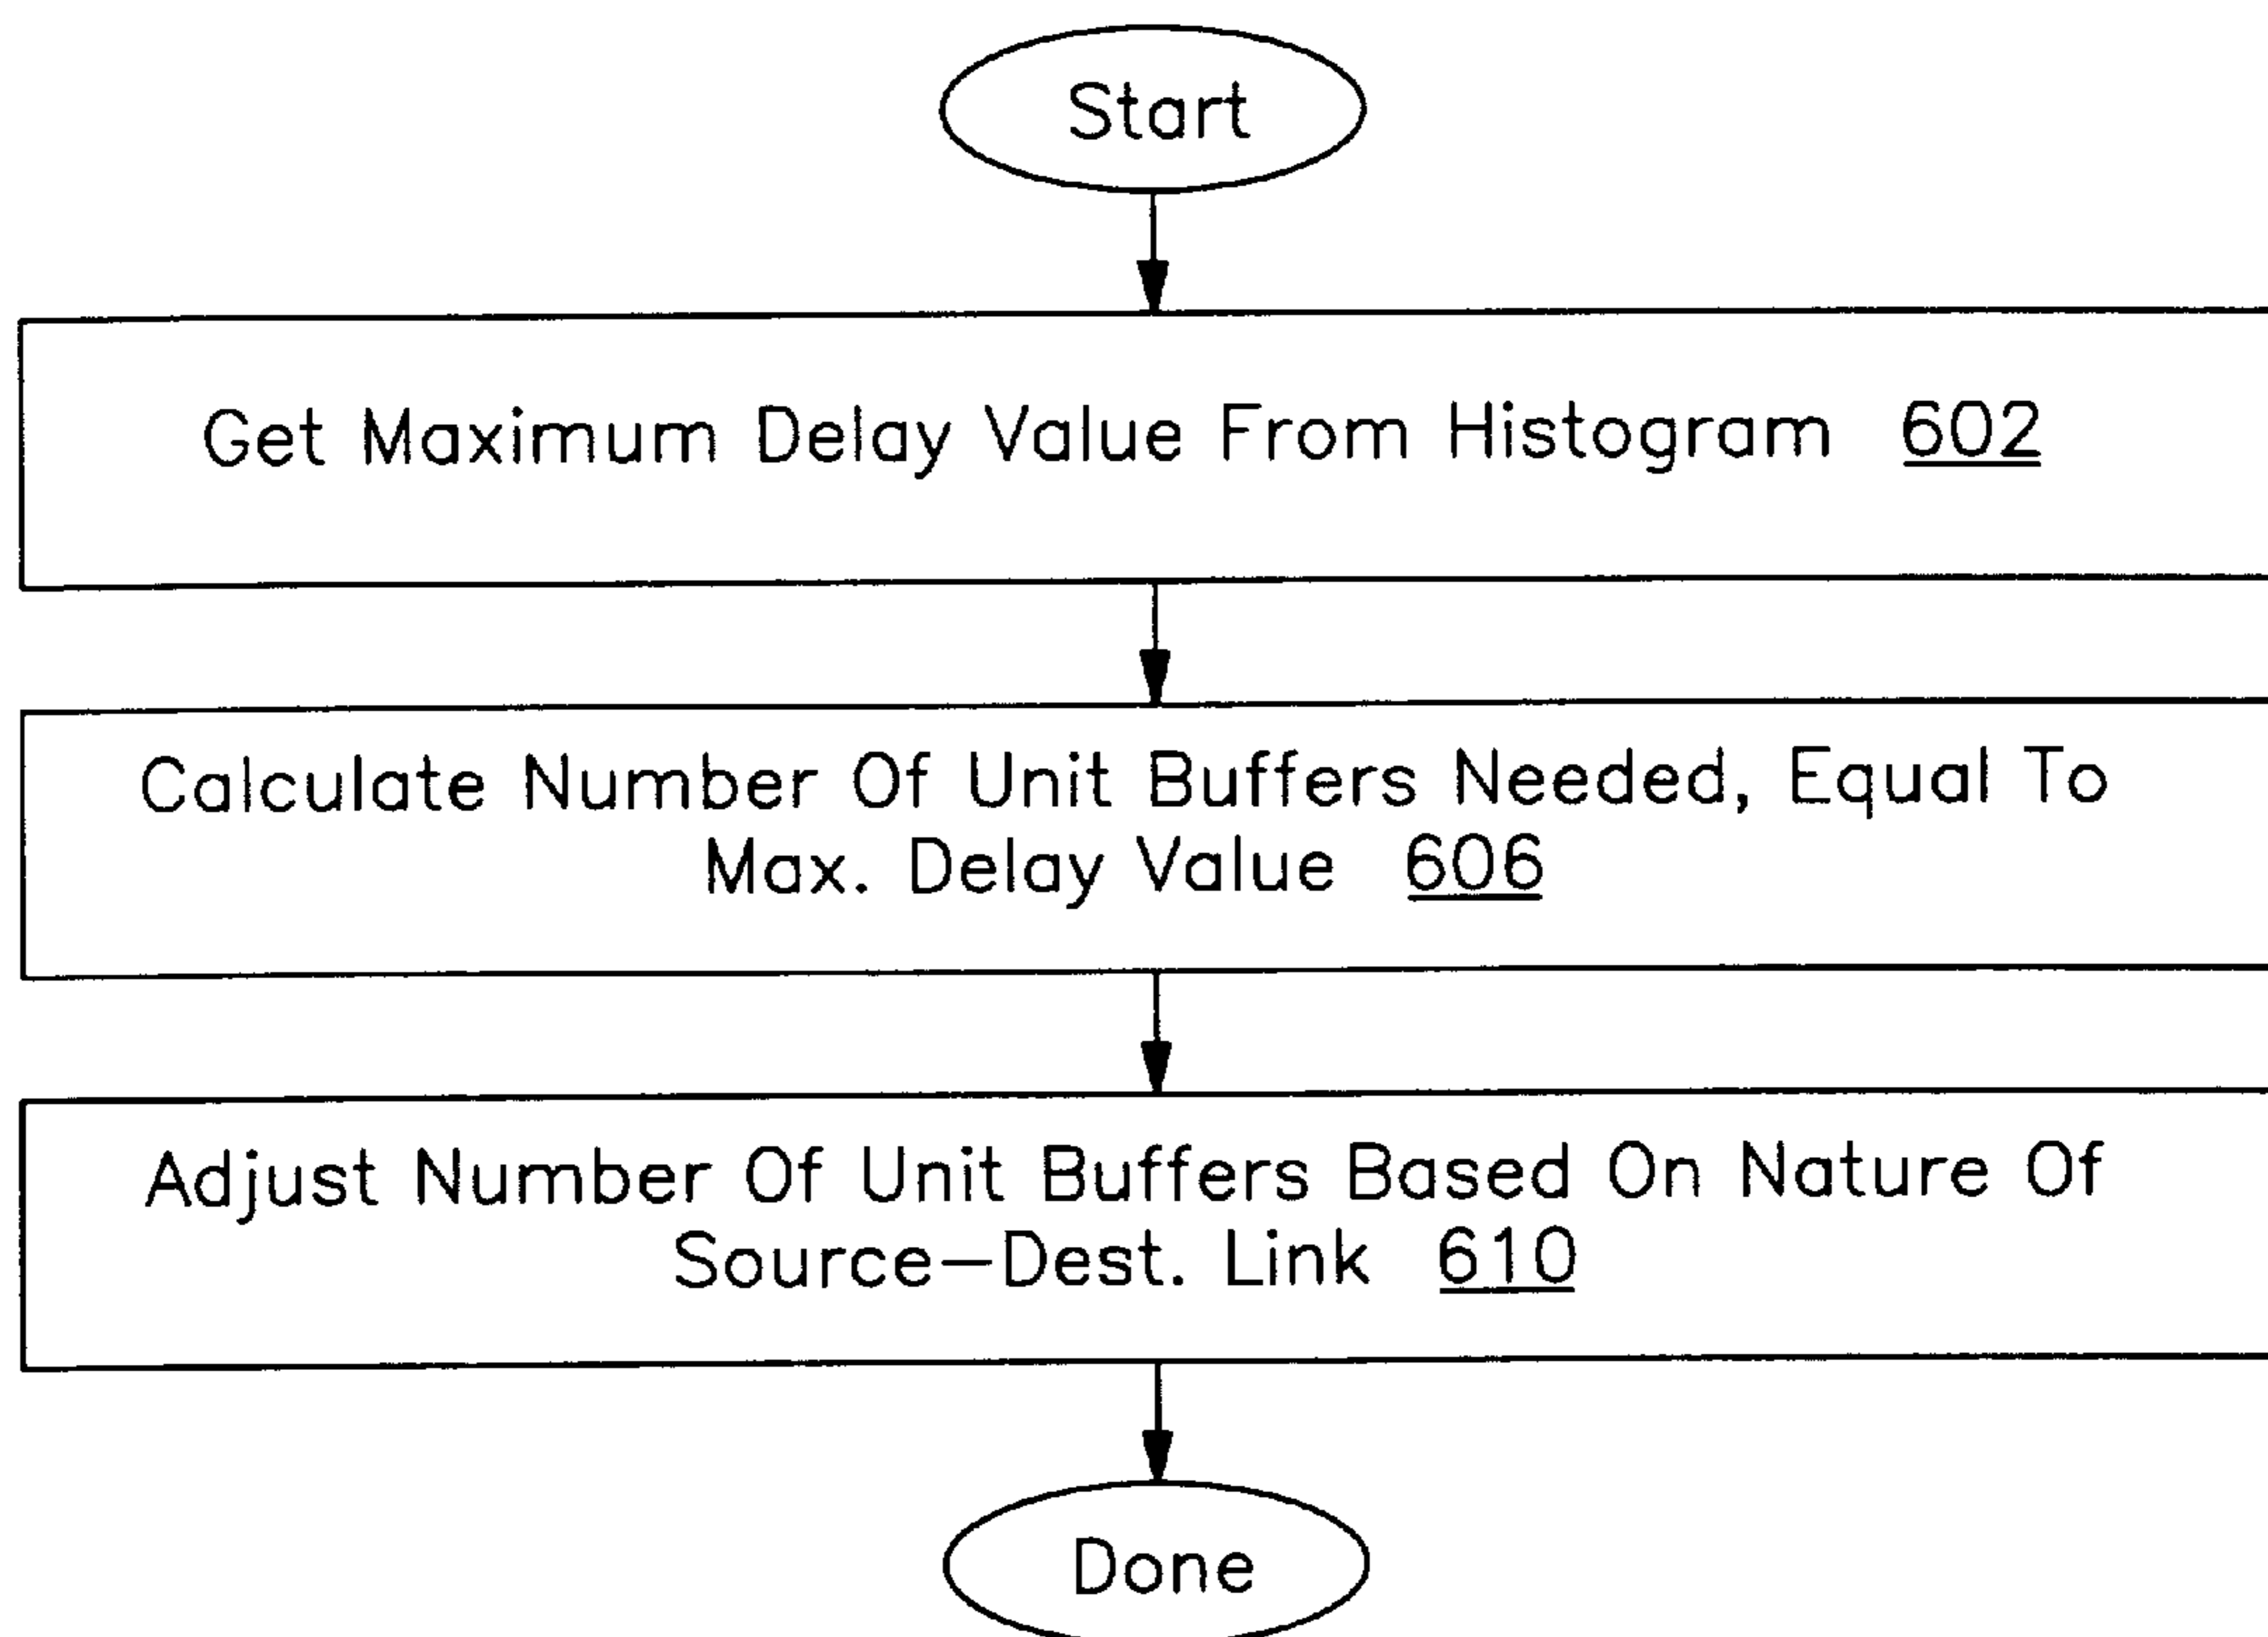 Start
Get Maximum Delay Value From Histogram 602
Calculate Number Of Unit Buffers Needed, Equal To
Max. Delay Value 606
Adjust Number Of Unit Buffers Based On Nature Of
Source-Dest. Link 610
Done